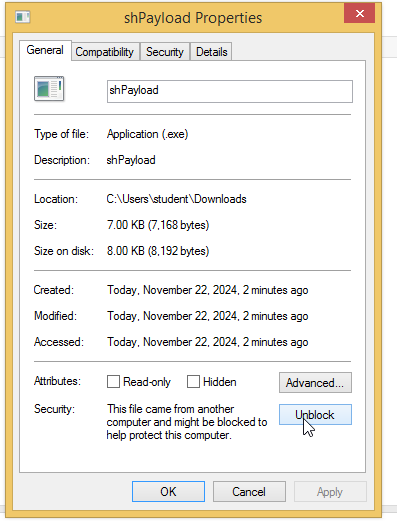 shPayload Properties
General Compatibility Security Details
shPayload
Type of file: Application (.exe)
Description: shPayload
Location: C:\Users\student\Downloads
Size: 7.00 KB (7,168 bytes)
Size on disk: 8.00 KB (8,192 bytes)
Created: Today, November 22, 2024, 2 minutes ago
Modified: Today, November 22, 2024, 2 minutes ago
Accessed: Today, November 22, 2024, 2 minutes ago
Attributes: Read-only Hidden Advanced...
Security: This file came from another
computer and might be blocked to
help protect this computer.
Unblock
OK Cancel Apply